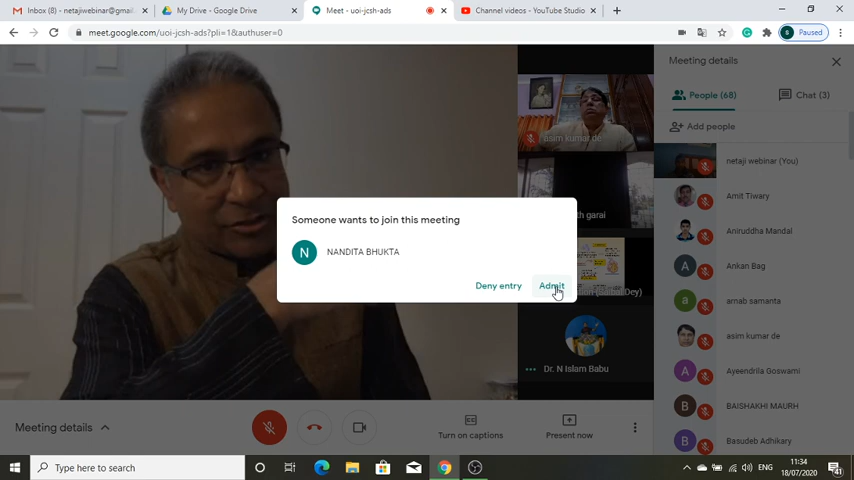 Inbox (8) - netajiwebinar@gmail.
My Drive - Google Drive
Meet - uoi-jcsh-ads
Channel videos - YouTube Studio
meet.google.com/uoi-jcsh-ads?pli=1&authuser=0
S Paused
Meeting details
People (68)
Chat (3)
Add people
netaji webinar (You)
Amit Tiwary
Aniruddha Mandal
A Ankan Bag
a arnab samanta
asim kumar de
A Ayeendrila Goswami
B BAISHAKHI MAURH
B Basudeb Adhikary
asim kumar de
th garai
Dey)
Dr. N Islam Babu
Someone wants to join this meeting
N NANDITA BHUKTA
Deny entry
Admit
Meeting details
Turn on captions
Present now
Type here to search
ENG
11:34
18/07/2020
41